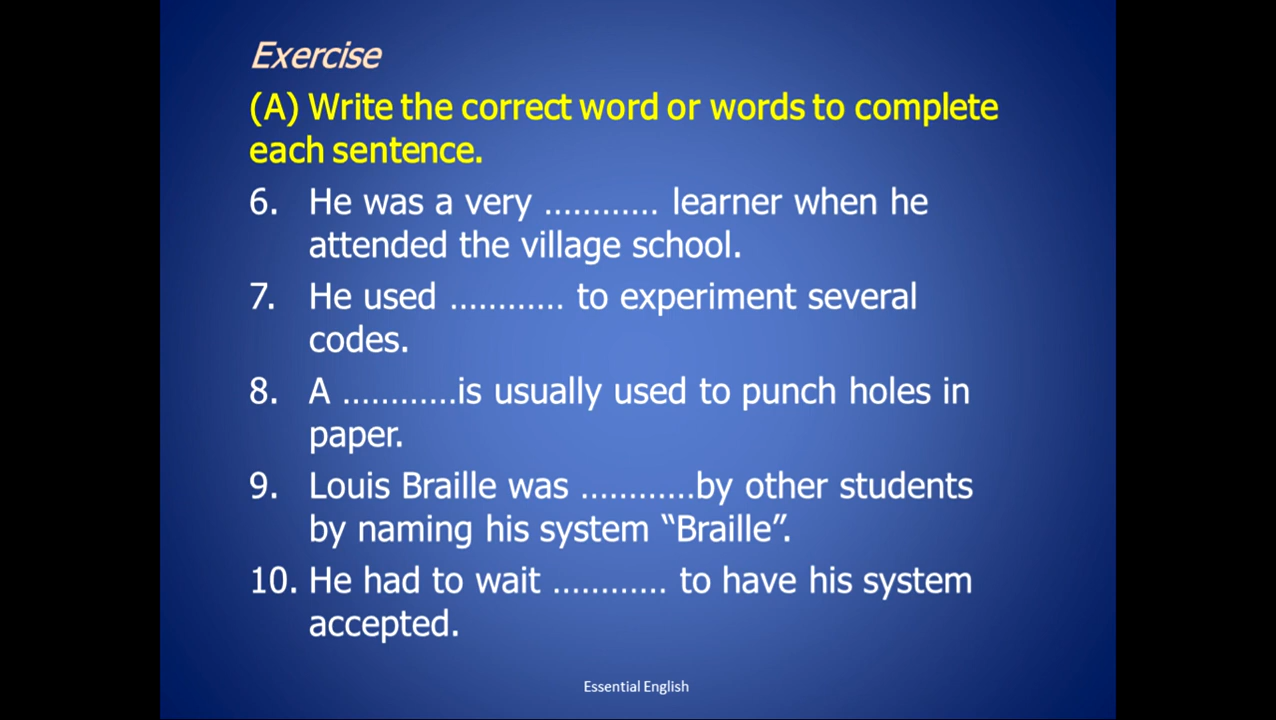 Exercise
(A) Write the correct word or words to complete
each sentence.
6. He was a very ………… learner when he
attended the village school.
7. He used ………… to experiment several
codes.
8. A …………is usually used to punch holes in
paper.
9. Louis Braille was …………by other students
by naming his system “Braille”.
10. He had to wait ………… to have his system
accepted.
Essential English